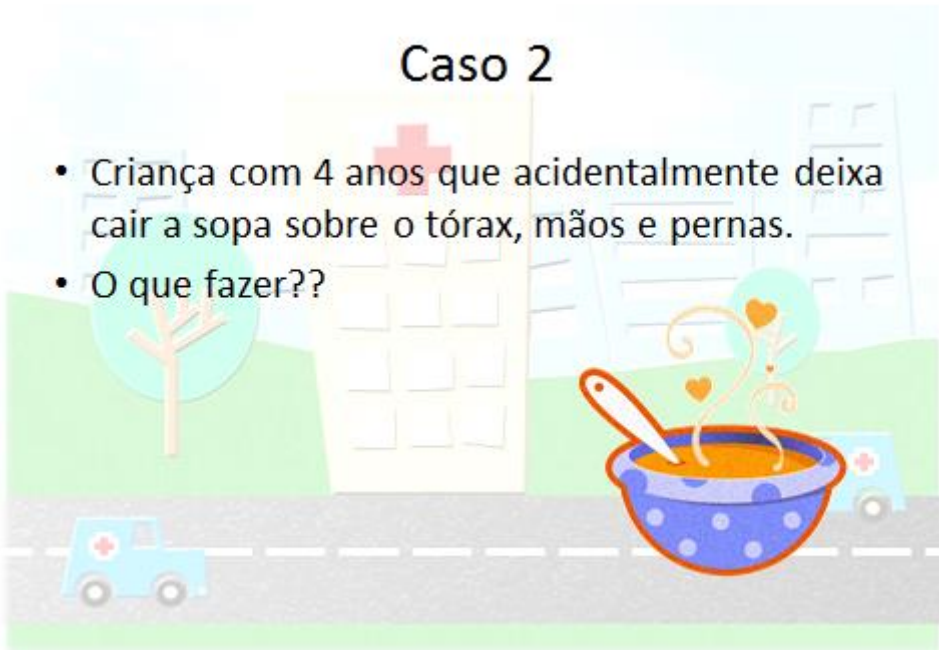 Caso 2
• Criança com 4 anos que acidentalmente deixa
cair a sopa sobre o tórax, mãos e pernas.
• O que fazer??